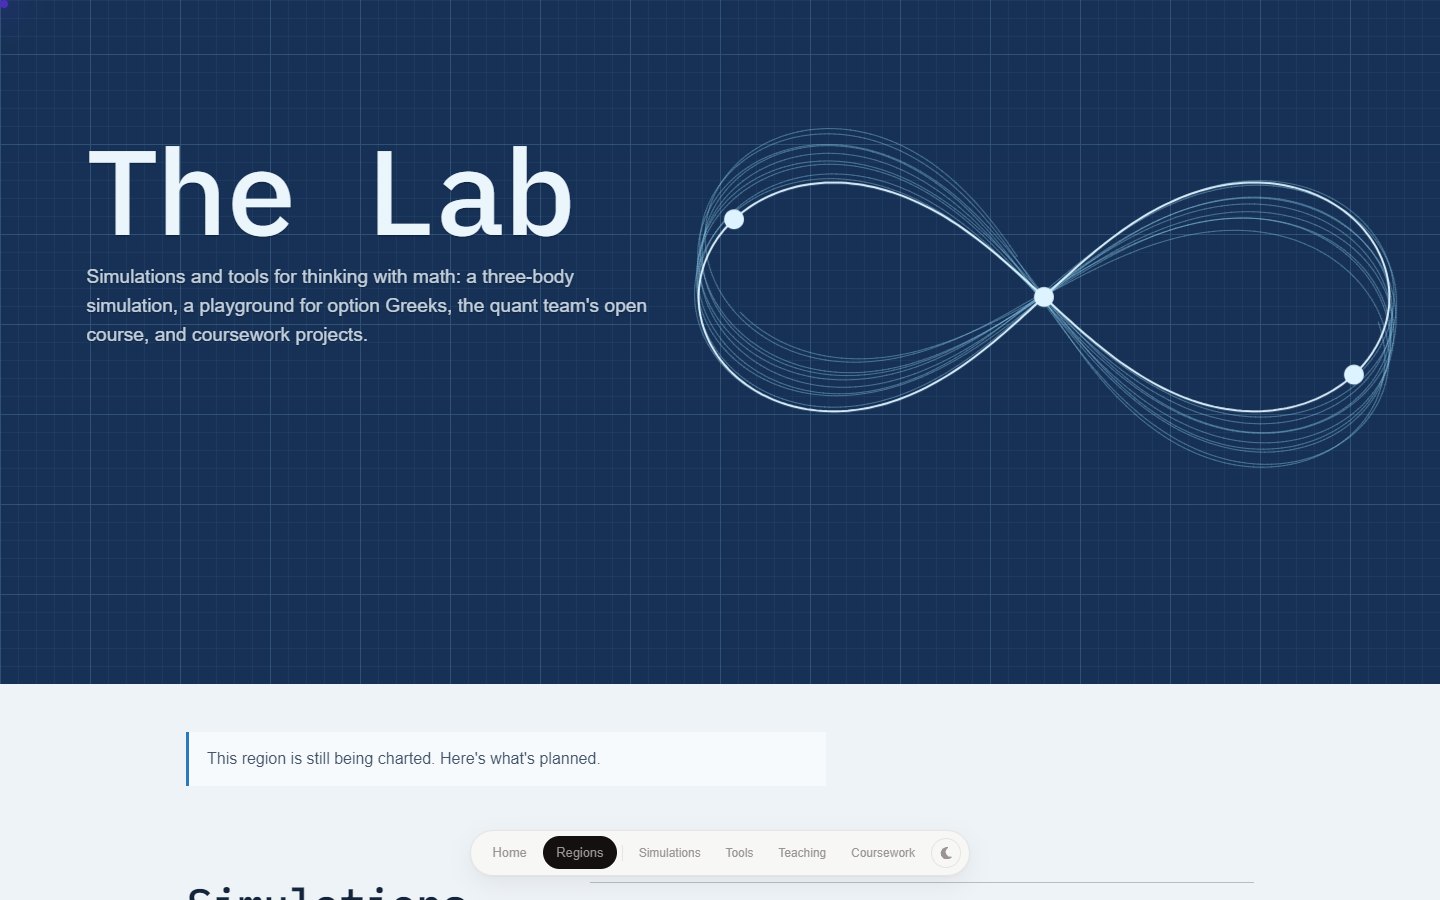 The Lab
Simulations and tools for thinking with math: a three-body
simulation, a playground for option Greeks, the quant team's open
course, and coursework projects.
This region is still being charted. Here's what's planned.
Home Regions Simulations Tools Teaching Coursework
Simulations